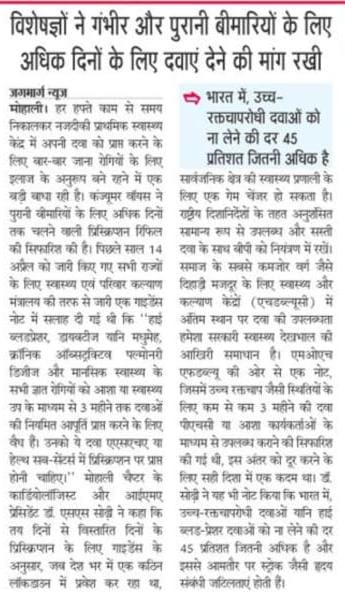 विशेषज्ञों ने गंभीर और पुरानी बीमारियों के लिए
अधिक दिनों के लिए दवाएं देने की मांग रखी
जगमार्ग न्यूज
मोहाली। हर हफ्ते काम से समय
निकालकर नजदीकी प्राथमिक स्वास्थ्य
केंद्र में अपनी दवा को प्राप्त करने के
लिए बार-बार जाना रोगियों के लिए
इलाज के अनुरूप बने रहने में एक
बड़ी बाधा रही है। कंज्यूमर वॉयस ने
पुरानी बीमारियों के लिए अधिक दिनों
तक चलने वाली प्रिस्क्रिप्शन रिफिल
की सिफारिश की है। पिछले साल 14
अप्रैल को जारी किए गए सभी राज्यों
के लिए स्वास्थ्य एवं परिवार कल्याण
मंत्रालय की तरफ से जारी एक गाइडेंस
नोट में सलाह दी गई थी कि "हाई
ब्लडप्रेशर, डायबटीज यानि मधुमेह,
क्रॉनिक ऑब्सट्रक्टिव पल्मोनरी
डिजीज और मानसिक स्वास्थ्य के
सभी ज्ञात रोगियों को आशा या स्वास्थ्य
उप के माध्यम से 3 महीने तक दवाओं
की नियमित आपूर्ति प्राप्त करने के लिए
वैध हैं। उनको ये दवा एएसएचए या
हेल्थ सब-सेंटर्स में प्रिस्क्रिप्शन पर प्राप्त
होनी चाहिए।" मोहाली चैप्टर के
कार्डियोलॉजिस्ट और आईएमए
प्रेसिडेंट डॉ. एसएस सोढ़ी ने कहा कि
तय दिनों से विस्तारित दिनों के
प्रिस्क्रिप्शन के लिए गाइडेंस के
अनुसार, जब देश भर में एक कठिन
लॉकडाऊन में प्रवेश कर रहा था,
भारत में, उच्च-
रक्तचापरोधी दवाओं को
ना लेने की दर 45
प्रतिशत जितनी अधिक है
सार्वजनिक क्षेत्र की स्वास्थ्य प्रणाली के
लिए एक गेम चेंजर हो सकता है।
राष्ट्रीय दिशानिर्देशों के तहत अनुशंसित
सामान्य रूप से उपलब्ध और सस्ती
दवा के साथ बीपी को नियंत्रण में रखें।
समाज के सबसे कमजोर वर्ग जैसे
दिहाड़ी मजदूर के लिए स्वास्थ्य और
कल्याण केंद्रों (एचडब्ल्यूसी) में
अंतिम स्थान पर दवा की उपलब्धता
हमेशा सरकारी स्वास्थ्य देखभाल की
आखिरी समाधान है। एमओएच
एफडब्ल्यू की ओर से एक नोट,
जिसमें उच्च रक्तचाप जैसी स्थितियों के
लिए कम से कम 3 महीने की दवा
पीएचसी या आशा कार्यकर्ताओं के
माध्यम से उपलब्ध कराने की सिफारिश
की गई थी, इस अंतर को दूर करने के
लिए सही दिशा में एक कदम था। डॉ.
सोढ़ी ने यह भी नोट किया कि भारत में,
उच्च-रक्तचापरोधी दवाओं यानि हाई
ब्लड-प्रेशर दवाओं को ना लेने की दर
45 प्रतिशत जितनी अधिक है और
इससे आमतौर पर स्ट्रोक जैसी हृदय
संबंधी जटिलताएं होती हैं।